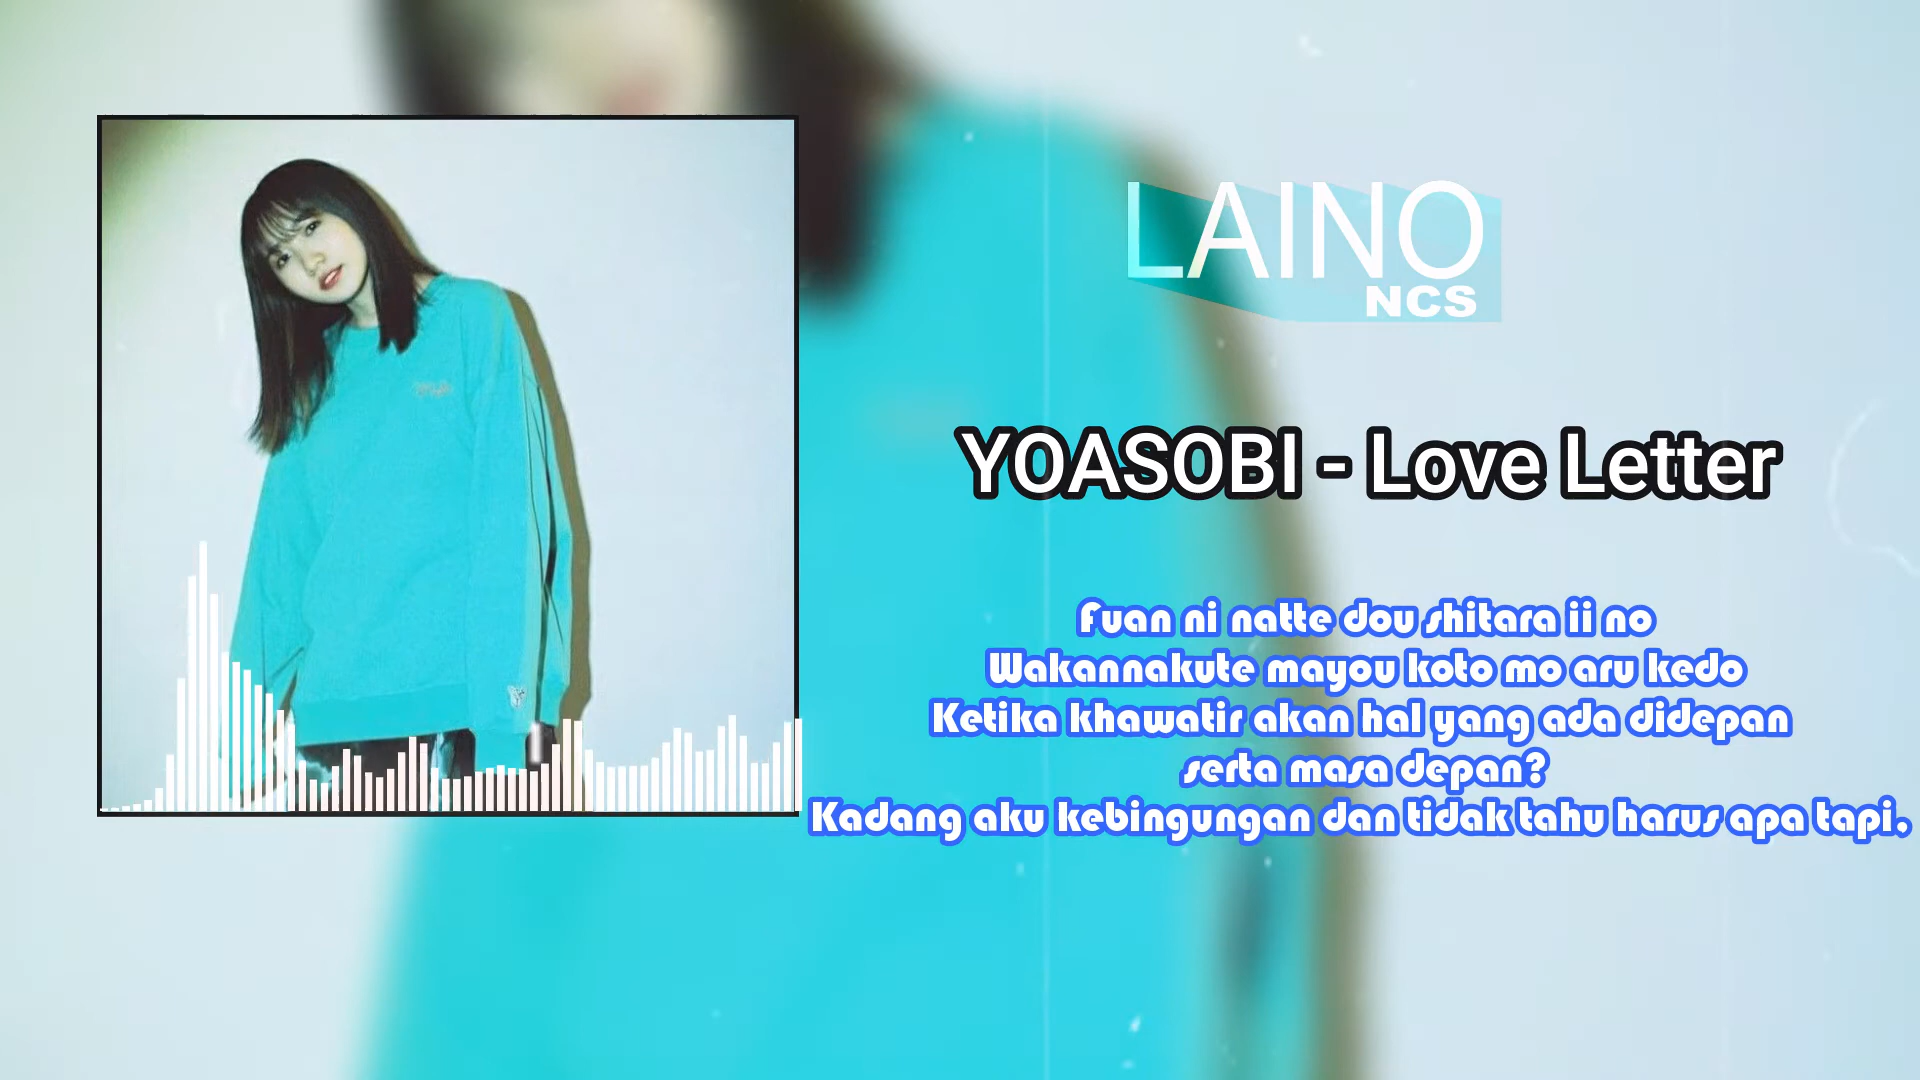 LAINO
NCS
YOASOBI - Love Letter
Fuan ni natte dou shitara ii no
Wakannakute mayou koto mo aru kedo
Ketika khawatir akan hal yang ada didepan
serta masa depan?
Kadang aku kebingungan dan tidak tahu harus apa tapi,